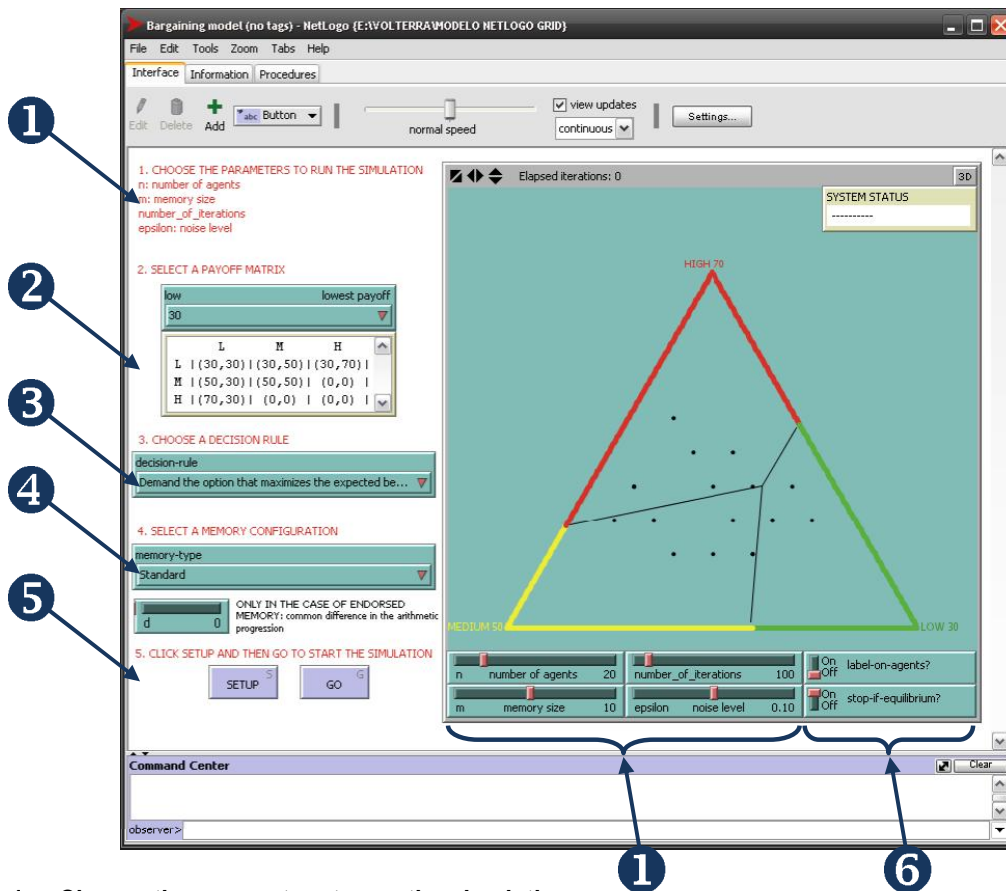 Bargaining model (no tags) - NetLogo {E:\VOLTERRA\MODELO NETLOGO GRID}
File Edit Tools Zoom Tabs Help
Interface Information Procedures
Edit Delete Add abc Button normal speed view updates continuous Settings...
1
1. CHOOSE THE PARAMETERS TO RUN THE SIMULATION
n: number of agents
m: memory size
number_of_iterations
epsilon: noise level
Elapsed iterations: 0 3D
SYSTEM STATUS
----------
2
2. SELECT A PAYOFF MATRIX
low lowest payoff
30
L M H
L |(30,30)|(30,50)|(30,70)|
M |(50,30)|(50,50)| (0,0) |
H |(70,30)| (0,0) | (0,0) |
HIGH 70
MEDIUM 50
LOW 30
3
3. CHOOSE A DECISION RULE
decision-rule
Demand the option that maximizes the expected be...
4
4. SELECT A MEMORY CONFIGURATION
memory-type
Standard
d 0
ONLY IN THE CASE OF ENDORSED
MEMORY: common difference in the arithmetic
progression
5
5. CLICK SETUP AND THEN GO TO START THE SIMULATION
SETUP S
GO G
n number of agents 20
number_of_iterations 100
On Off label-on-agents?
m memory size 10
epsilon noise level 0.10
On Off stop-if-equilibrium?
Command Center Clear
observer>
1
6